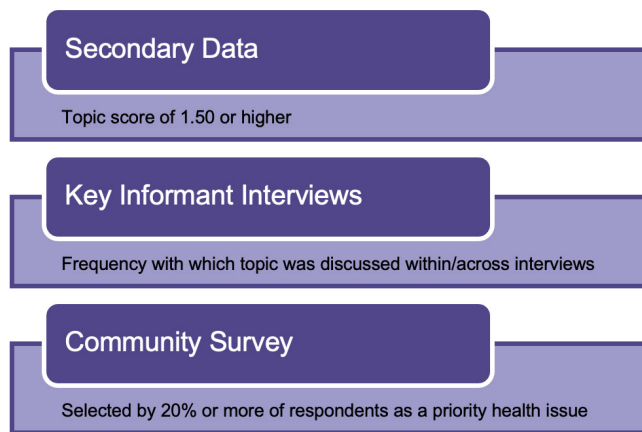 Secondary Data
Topic score of 1.50 or higher
Key Informant Interviews
Frequency with which topic was discussed within/across interviews
Community Survey
Selected by 20% or more of respondents as a priority health issue